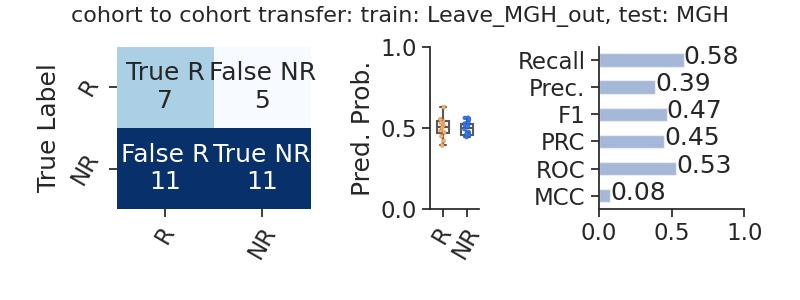 cohort to cohort transfer: train: Leave_MGH_out, test: MGH
True Label
R
NR
True R
7
False NR
5
False R
11
True NR
11
R
NR
Pred. Prob.
1.0
0.5
0.0
R
NR
Recall
0.58
Prec.
0.39
F1
0.47
PRC
0.45
ROC
0.53
MCC
0.08
0.0
0.5
1.0